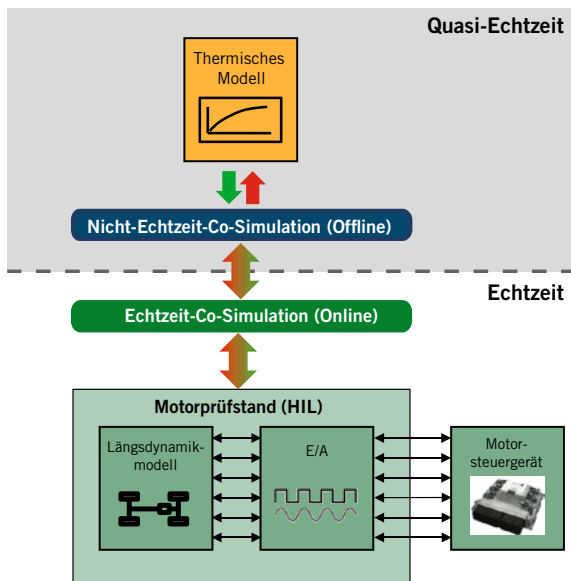 Quasi-Echtzeit
Thermisches
Modell
Nicht-Echtzeit-Co-Simulation (Offline)
Echtzeit
Echtzeit-Co-Simulation (Online)
Motorprüfstand (HIL)
Längsdynamik-
modell
E/A
Motor-
steuergerät